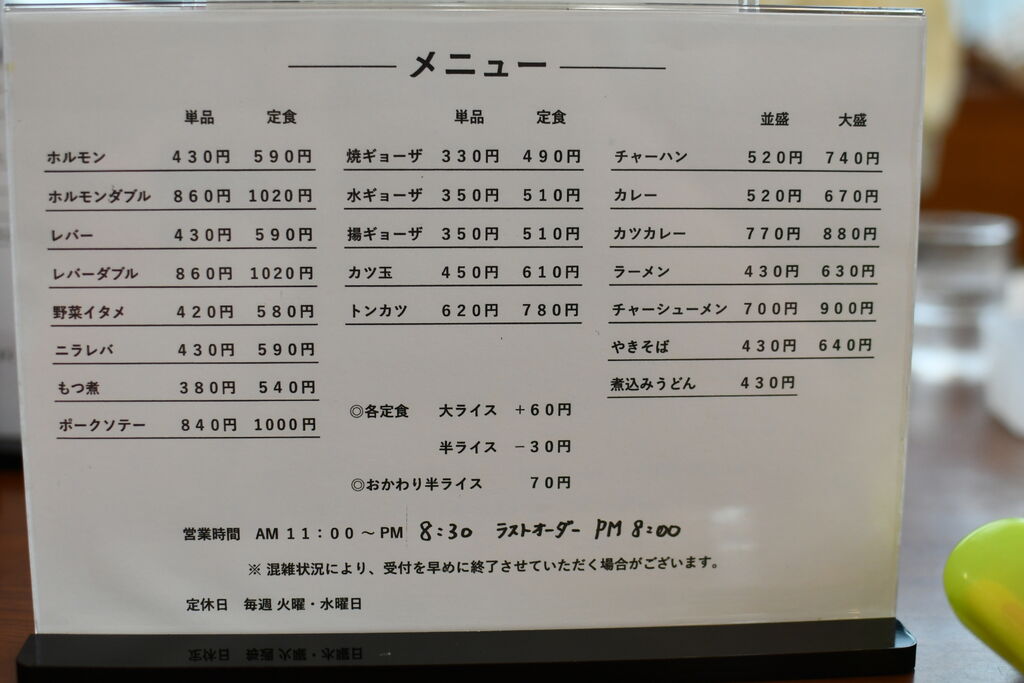 メニュー
単品 定食
ホルモン 430円 590円
ホルモンダブル 860円 1020円
レバー 430円 590円
レバーダブル 860円 1020円
野菜イタメ 420円 580円
ニラレバ 430円 590円
もつ煮 380円 540円
ポークソテー 840円 1000円
単品 定食
焼ギョーザ 330円 490円
水ギョーザ 350円 510円
揚ギョーザ 350円 510円
カツ玉 450円 610円
トンカツ 620円 780円
◎各定食 大ライス +60円
半ライス −30円
◎おかわり半ライス 70円
並盛 大盛
チャーハン 520円 740円
カレー 520円 670円
カツカレー 770円 880円
ラーメン 430円 630円
チャーシューメン 700円 900円
やきそば 430円 640円
煮込みうどん 430円
営業時間 AM 11:00〜PM 8:30 ラストオーダー PM 8:00
※ 混雑状況により、受付を早めに終了させていただく場合がございます。
定休日 毎週 火曜・水曜日